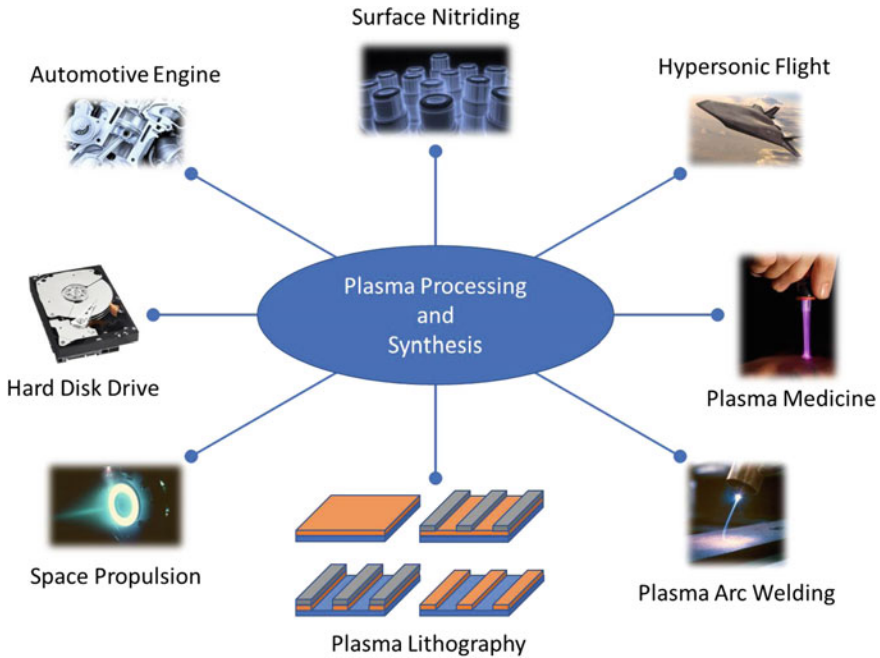 Surface Nitriding
Automotive Engine
Hypersonic Flight
Plasma Processing
and
Synthesis
Hard Disk Drive
Plasma Medicine
Space Propulsion
Plasma Arc Welding
Plasma Lithography